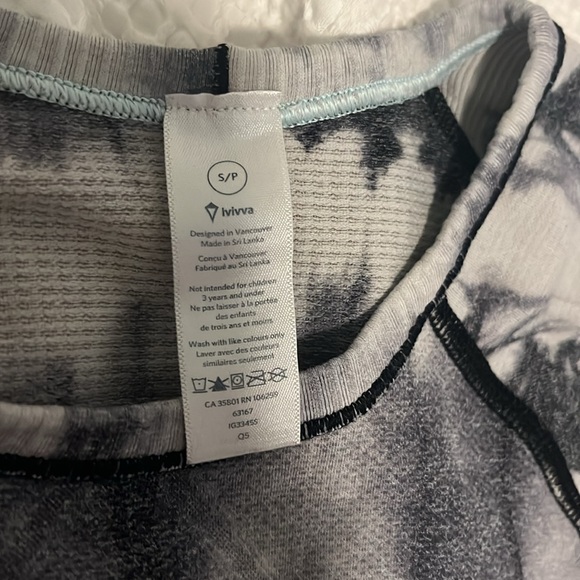 S/P
Ivivva
Designed in Vancouver
Made in Sri Lanka
Conçu à Vancouver
Fabriqué au Sri Lanka
Not intended for children
3 years and under
Ne pas laisser à la portée
des enfants
de trois ans et moins
Wash with like colours only
Laver avec des couleurs
similaires seulement
CA 35801 RN 106259
63167
IG334SS
Q5